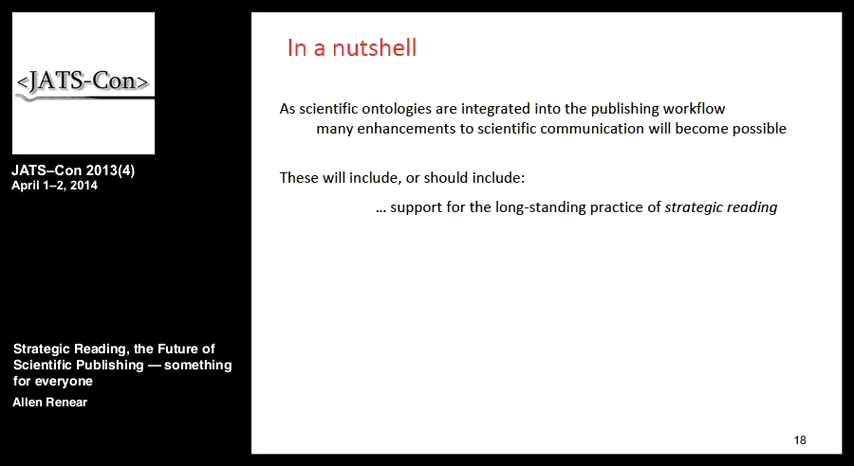 <JATS-Con>
JATS–Con 2013(4)
April 1–2, 2014
Strategic Reading, the Future of
Scientific Publishing — something
for everyone
Allen Renear
In a nutshell
As scientific ontologies are integrated into the publishing workflow
many enhancements to scientific communication will become possible
These will include, or should include:
... support for the long-standing practice of strategic reading
18